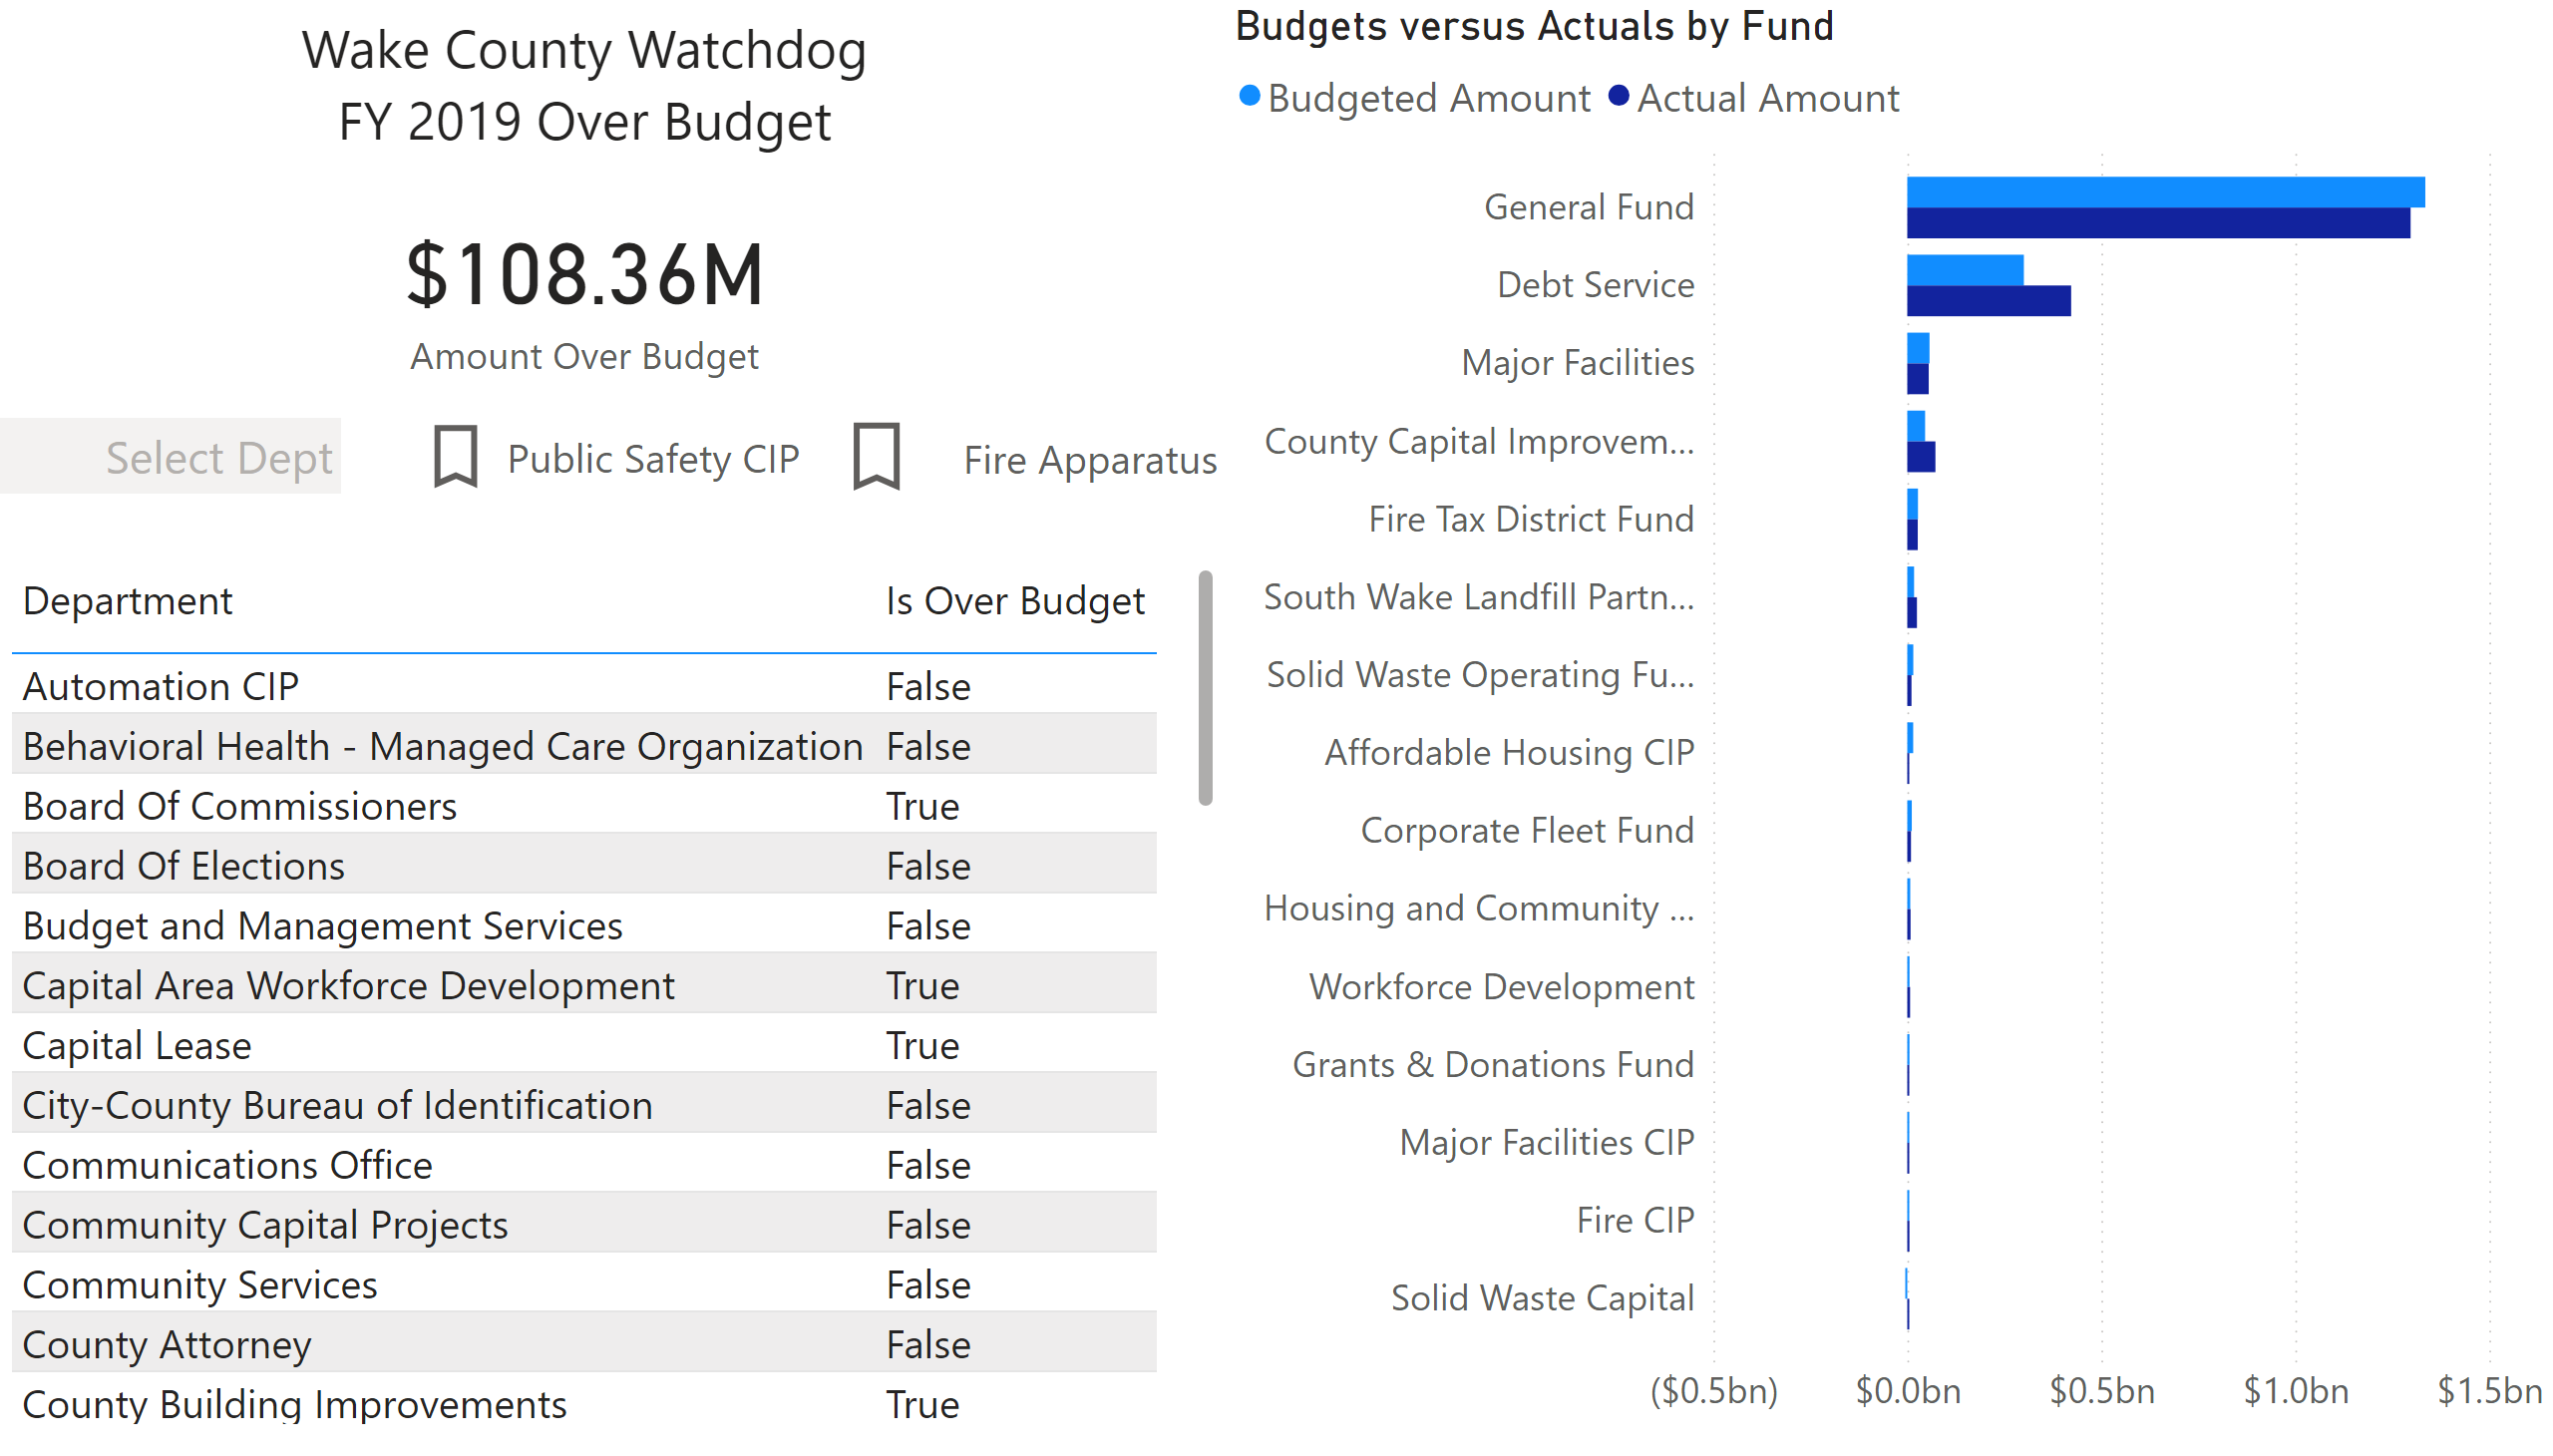 Wake County Watchdog
FY 2019 Over Budget
$108.36M
Amount Over Budget
Select Dept
Public Safety CIP
Fire Apparatus
Department Is Over Budget
Automation CIP False
Behavioral Health - Managed Care Organization False
Board Of Commissioners True
Board Of Elections False
Budget and Management Services False
Capital Area Workforce Development True
Capital Lease True
City-County Bureau of Identification False
Communications Office False
Community Capital Projects False
Community Services False
County Attorney False
County Building Improvements True
Budgets versus Actuals by Fund
Budgeted Amount Actual Amount
General Fund
Debt Service
Major Facilities
County Capital Improvem...
Fire Tax District Fund
South Wake Landfill Partn...
Solid Waste Operating Fu...
Affordable Housing CIP
Corporate Fleet Fund
Housing and Community ...
Workforce Development
Grants & Donations Fund
Major Facilities CIP
Fire CIP
Solid Waste Capital
($0.5bn) $0.0bn $0.5bn $1.0bn $1.5bn